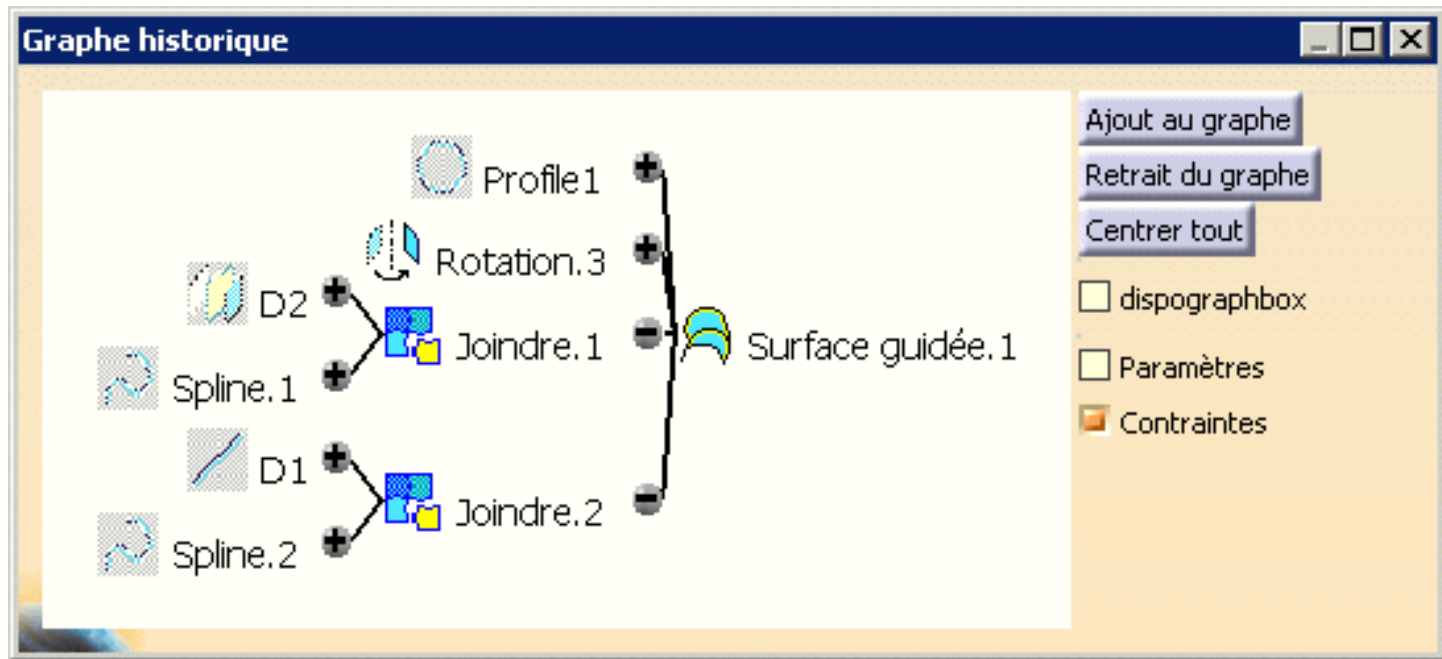 Graphe historique
Ajout au graphe
Profile1
Retrait du graphe
Centrer tout
Rotation.3
D2
dispographbox
Joindre.1
Surface guidée.1
Paramètres
Spline.1
Contraintes
D1
Joindre.2
Spline.2